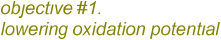 objective #1.
lowering oxidation potential